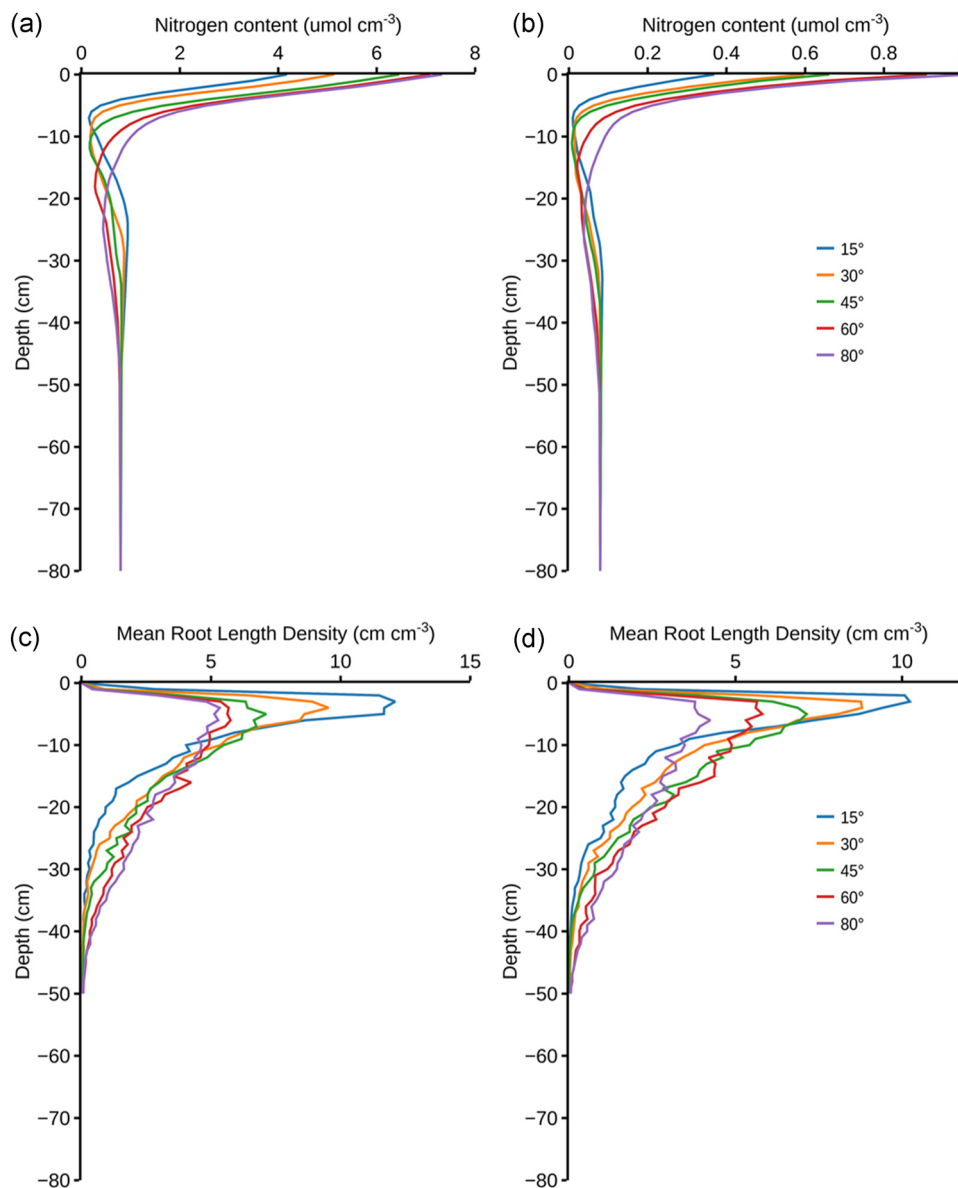 (a)
Nitrogen content (umol cm-3)
0 2 4 6 8
0
−10
−20
−30
−40
−50
−60
−70
−80
Depth (cm)
(b)
Nitrogen content (umol cm-3)
0 0.2 0.4 0.6 0.8
0
−10
−20
−30
−40
−50
−60
−70
−80
Depth (cm)
15°
30°
45°
60°
80°
(c)
Mean Root Length Density (cm cm-3)
0 5 10 15
0
−10
−20
−30
−40
−50
−60
−70
−80
Depth (cm)
(d)
Mean Root Length Density (cm cm-3)
0 5 10
0
−10
−20
−30
−40
−50
−60
−70
−80
Depth (cm)
15°
30°
45°
60°
80°